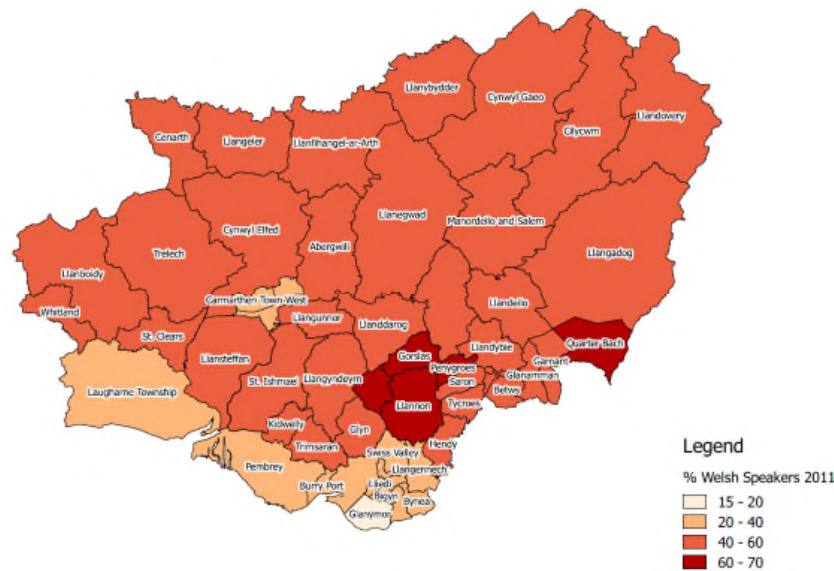 Llanybydder
Cynwyl Gaeo
Llandovery
Cilycwm
Cenarth
Llangeler
Llanfihangel-ar-Arth
Llanegwad
Manordeilo and Salem
Cynwyl Elfed
Abergwili
Trelech
Llangadog
Llanboidy
Carmarthen Town-West
Llandeilo
Whitland
Llangunnor
Llanddarog
St. Clears
Llansteffan
Gorslas
Llandybie
Quarter Bach
Garnant
Penygroes
Glanamman
St. Ishmael
Llangyndeyrn
Saron
Betws
Laugharne Township
Llannon
Tycroes
Kidwelly
Glyn
Hendy
Trimsaran
Swiss Valley
Pembrey
Llangennech
Burry Port
Lliedi
Bigyn
Bynea
Glanymor
Legend
% Welsh Speakers 2011
15 - 20
20 - 40
40 - 60
60 - 70